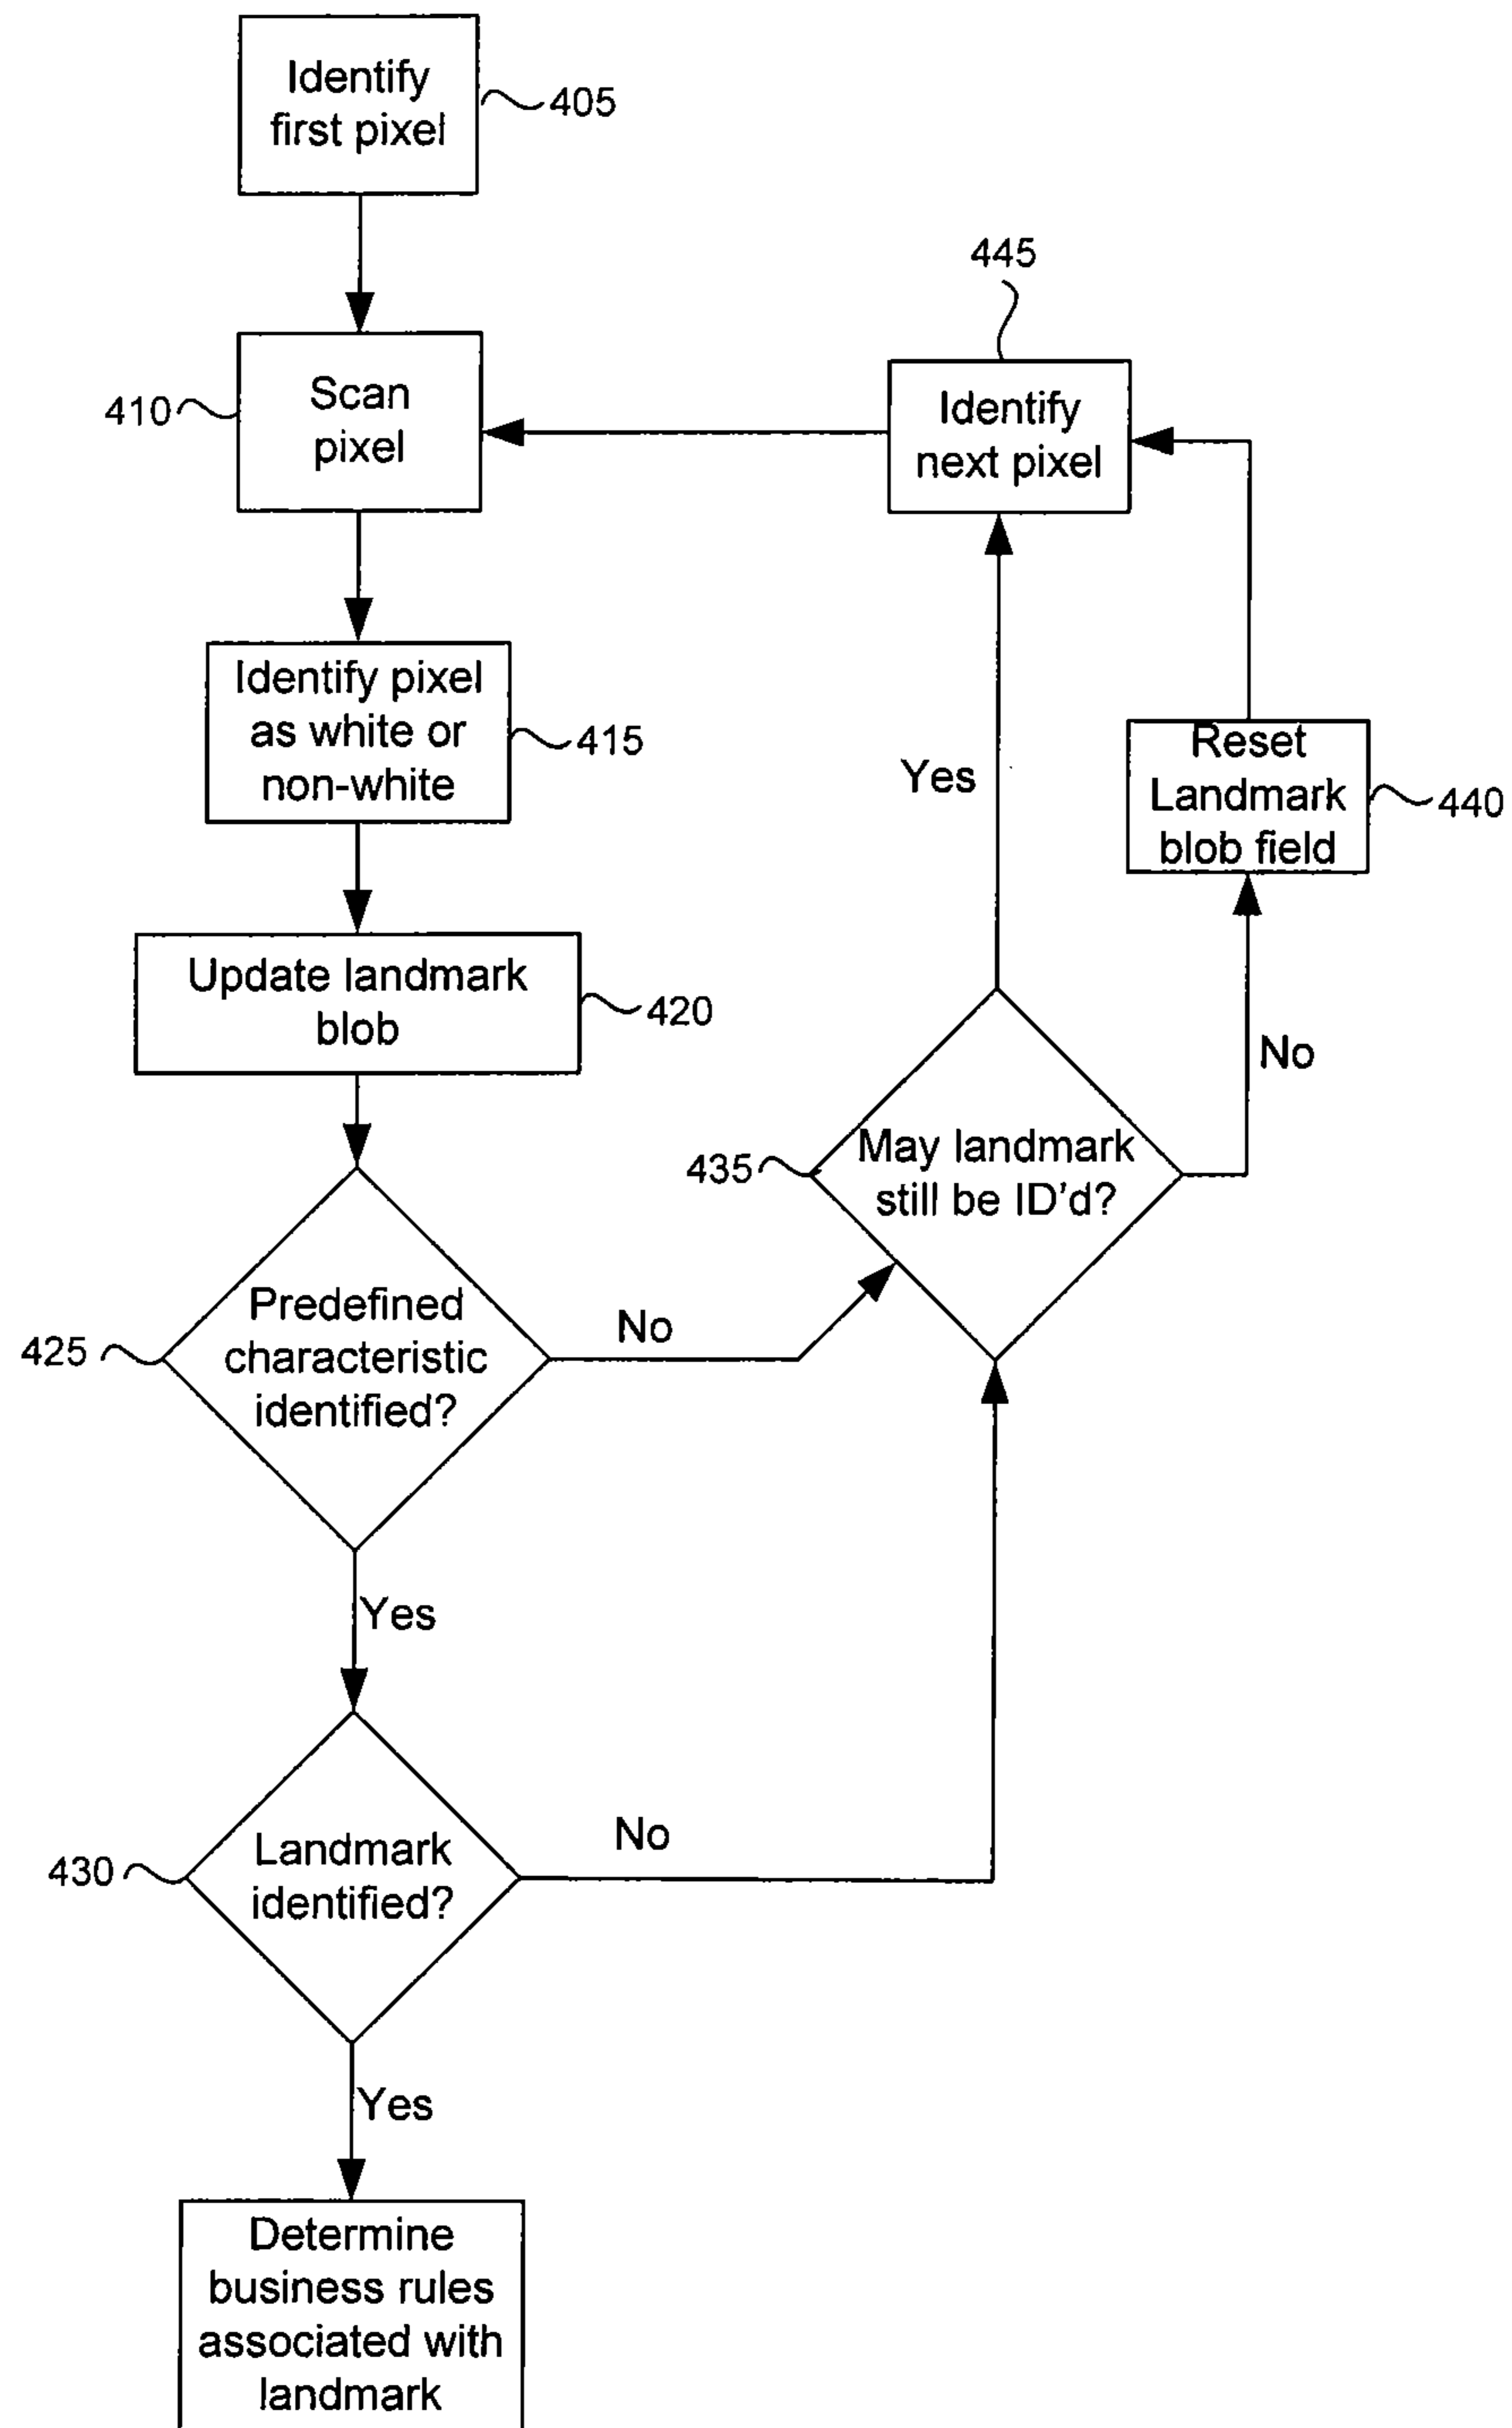 Identify
first pixel
405
445
Scan
pixel
410
Identify
next pixel
Identify pixel
as white or
non-white
415
Yes
Reset
Landmark
blob field
440
Update landmark
blob
420
No
May landmark
still be ID'd?
435
Predefined
characteristic
identified?
425
No
Yes
Landmark
identified?
430
No
Yes
Determine
business rules
associated with
landmark